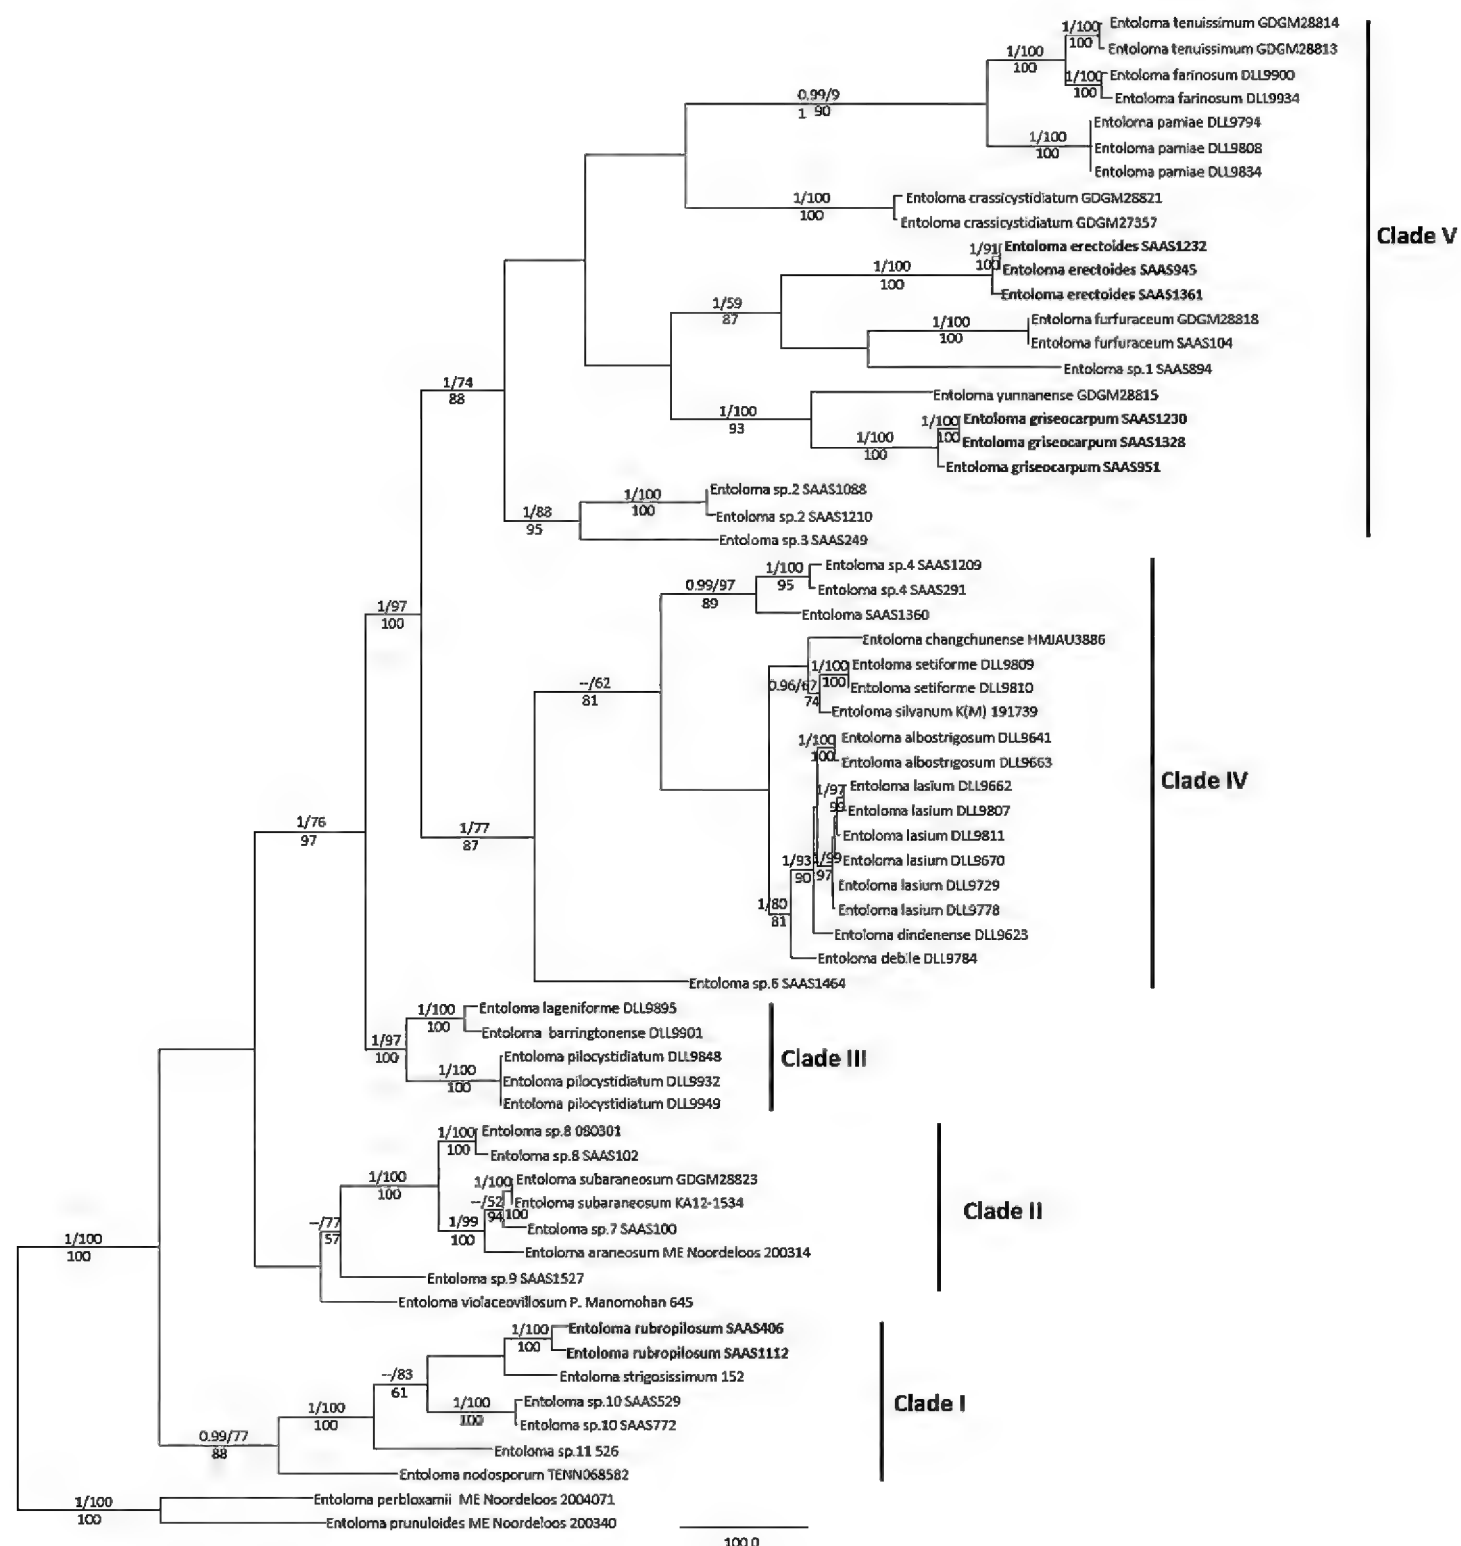 1/100
Entoloma tenuissimum GDGM28814
100
Entoloma tenuissimum GDGM28813
1/100
100
1/100
Entoloma farinosum DLL9900
100
Entoloma farinosum DLL9934
0.99/9
1 90
Entoloma pamiae DLL9794
1/100
Entoloma pamiae DLL9808
100
Entoloma pamiae DLL9834
1/100
Entoloma crassicystidiatum GDGM28821
100
Entoloma crassicystidiatum GDGM27357
Clade V
1/91
Entoloma erectoides SAAS1232
100
Entoloma erectoides SAAS945
1/100
100
Entoloma erectoides SAAS1361
1/59
87
Entoloma furfuraceum GDGM28818
1/100
100
Entoloma furfuraceum SAAS104
Entoloma sp.1 SAAS894
1/74
88
Entoloma yunnanense GDGM28815
1/100
93
1/100
Entoloma griseocarpum SAAS1230
100
Entoloma griseocarpum SAAS1328
1/100
100
Entoloma griseocarpum SAAS951
Entoloma sp.2 SAAS1088
1/100
100
Entoloma sp.2 SAAS1210
1/88
95
Entoloma sp.3 SAAS249
Entoloma sp.4 SAAS1209
1/100
95
Entoloma sp.4 SAAS291
0.99/97
89
Entoloma SAAS1360
1/97
100
Entoloma changchunense HMJAU3886
1/100
Entoloma setiforme DLL9809
100
Entoloma setiforme DLL9810
0.96/67
74
Entoloma silvanum K(M) 191739
--/62
81
1/100
Entoloma albostrigosum DLL9641
100
Entoloma albostrigosum DLL9663
Clade IV
Entoloma lasium DLL9662
1/97
99
Entoloma lasium DLL9807
Entoloma lasium DLL9811
1/76
97
1/77
87
1/93
90
1/99
97
Entoloma lasium DLL9670
Entoloma lasium DLL9729
1/80
81
Entoloma lasium DLL9778
Entoloma dindenense DLL9623
Entoloma debile DLL9784
Entoloma sp.6 SAAS1464
1/100
Entoloma lageniforme DLL9895
100
Entoloma barringtonense DLL9901
1/97
100
Entoloma pilocystidiatum DLL9848
Clade III
1/100
100
Entoloma pilocystidiatum DLL9932
Entoloma pilocystidiatum DLL9949
1/100
Entoloma sp.8 080301
100
Entoloma sp.8 SAAS102
1/100
100
1/100
Entoloma subaraneosum GDGM28823
--/52
94
100
Entoloma subaraneosum KA12-1534
Clade II
1/99
100
Entoloma sp.7 SAAS100
--/77
57
Entoloma araneosum ME Noordeloos 200314
1/100
100
Entoloma sp.9 SAAS1527
Entoloma violaceovillosum P. Manomohan 645
1/100
Entoloma rubropilosum SAAS406
100
Entoloma rubropilosum SAAS1112
--/83
61
Entoloma strigosissimum 152
1/100
Entoloma sp.10 SAAS529
Clade I
1/100
100
100
Entoloma sp.10 SAAS772
0.99/77
88
Entoloma sp.11 526
Entoloma nodosporum TENN068582
1/100
Entoloma perbloxamii ME Noordeloos 2004071
100
Entoloma prunuloides ME Noordeloos 200340
100.0